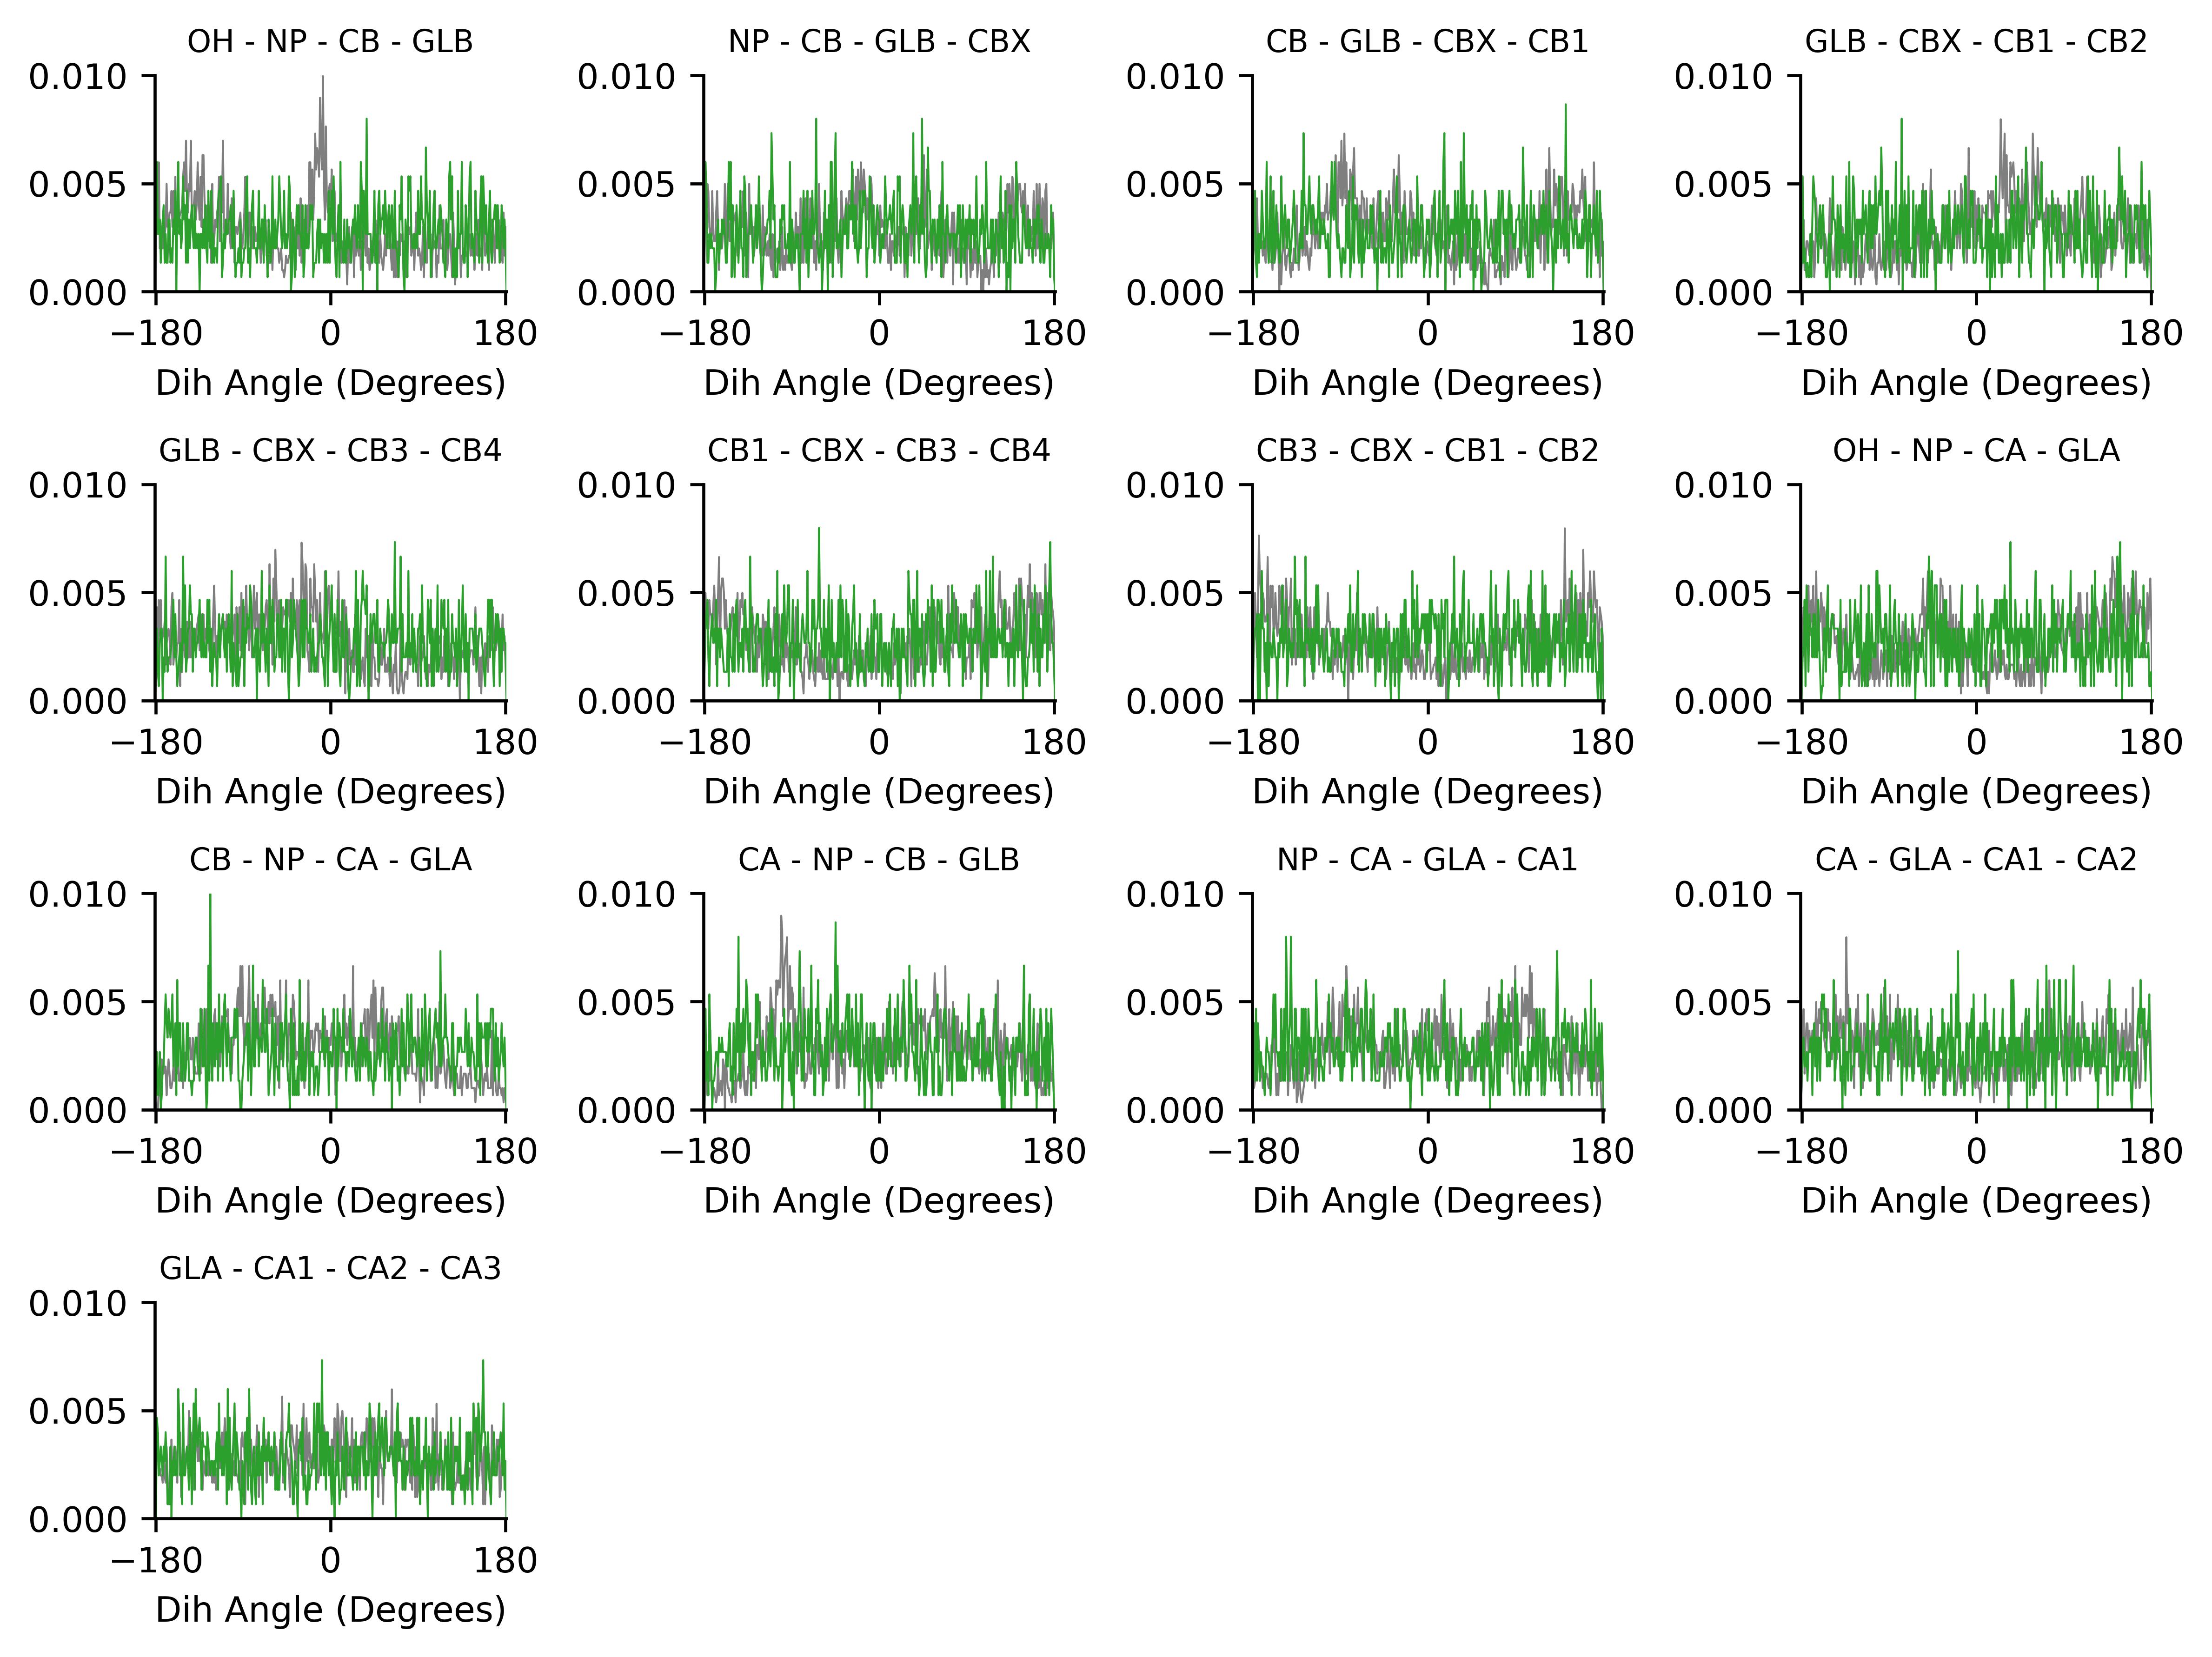 OH - NP - CB - GLB
NP - CB - GLB - CBX
CB - GLB - CBX - CB1
GLB - CBX - CB1 - CB2
0.010
0.005
0.000
−180 0 180
Dih Angle (Degrees)
0.010
0.005
0.000
−180 0 180
Dih Angle (Degrees)
0.010
0.005
0.000
−180 0 180
Dih Angle (Degrees)
0.010
0.005
0.000
−180 0 180
Dih Angle (Degrees)
GLB - CBX - CB3 - CB4
CB1 - CBX - CB3 - CB4
CB3 - CBX - CB1 - CB2
OH - NP - CA - GLA
0.010
0.005
0.000
−180 0 180
Dih Angle (Degrees)
0.010
0.005
0.000
−180 0 180
Dih Angle (Degrees)
0.010
0.005
0.000
−180 0 180
Dih Angle (Degrees)
0.010
0.005
0.000
−180 0 180
Dih Angle (Degrees)
CB - NP - CA - GLA
CA - NP - CB - GLB
NP - CA - GLA - CA1
CA - GLA - CA1 - CA2
0.010
0.005
0.000
−180 0 180
Dih Angle (Degrees)
0.010
0.005
0.000
−180 0 180
Dih Angle (Degrees)
0.010
0.005
0.000
−180 0 180
Dih Angle (Degrees)
0.010
0.005
0.000
−180 0 180
Dih Angle (Degrees)
GLA - CA1 - CA2 - CA3
0.010
0.005
0.000
−180 0 180
Dih Angle (Degrees)